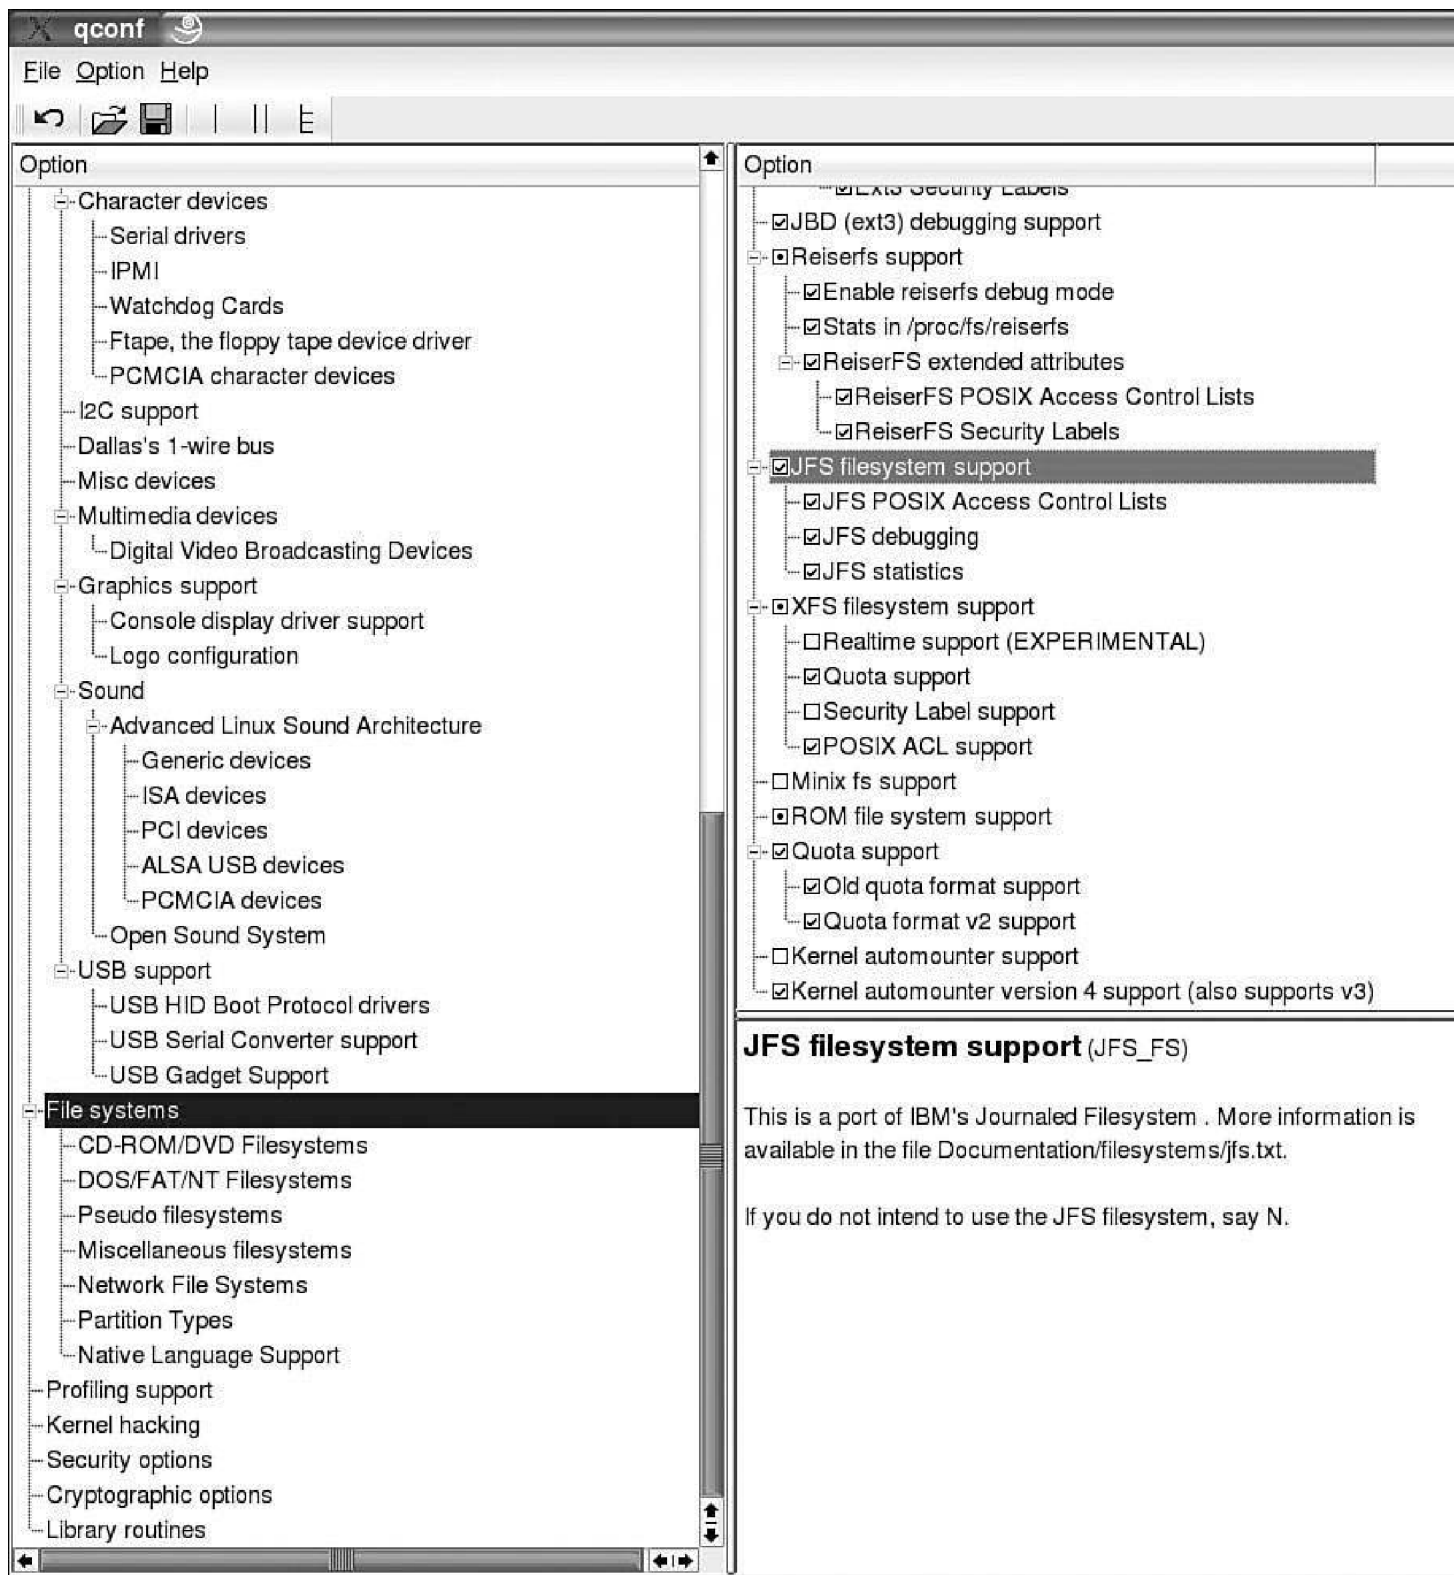 qconf
File Option Help
Option
Character devices
Serial drivers
IPMI
Watchdog Cards
Ftape, the floppy tape device driver
PCMCIA character devices
I2C support
Dallas's 1-wire bus
Misc devices
Multimedia devices
Digital Video Broadcasting Devices
Graphics support
Console display driver support
Logo configuration
Sound
Advanced Linux Sound Architecture
Generic devices
ISA devices
PCI devices
ALSA USB devices
PCMCIA devices
Open Sound System
USB support
USB HID Boot Protocol drivers
USB Serial Converter support
USB Gadget Support
File systems
CD-ROM/DVD Filesystems
DOS/FAT/NT Filesystems
Pseudo filesystems
Miscellaneous filesystems
Network File Systems
Partition Types
Native Language Support
Profiling support
Kernel hacking
Security options
Cryptographic options
Library routines
Option
Ext3 Security Labels
JBD (ext3) debugging support
Reiserfs support
Enable reiserfs debug mode
Stats in /proc/fs/reiserfs
ReiserFS extended attributes
ReiserFS POSIX Access Control Lists
ReiserFS Security Labels
JFS filesystem support
JFS POSIX Access Control Lists
JFS debugging
JFS statistics
XFS filesystem support
Realtime support (EXPERIMENTAL)
Quota support
Security Label support
POSIX ACL support
Minix fs support
ROM file system support
Quota support
Old quota format support
Quota format v2 support
Kernel automounter support
Kernel automounter version 4 support (also supports v3)
JFS filesystem support (JFS_FS)
This is a port of IBM's Journaled Filesystem . More information is
available in the file Documentation/filesystems/jfs.txt.
If you do not intend to use the JFS filesystem, say N.